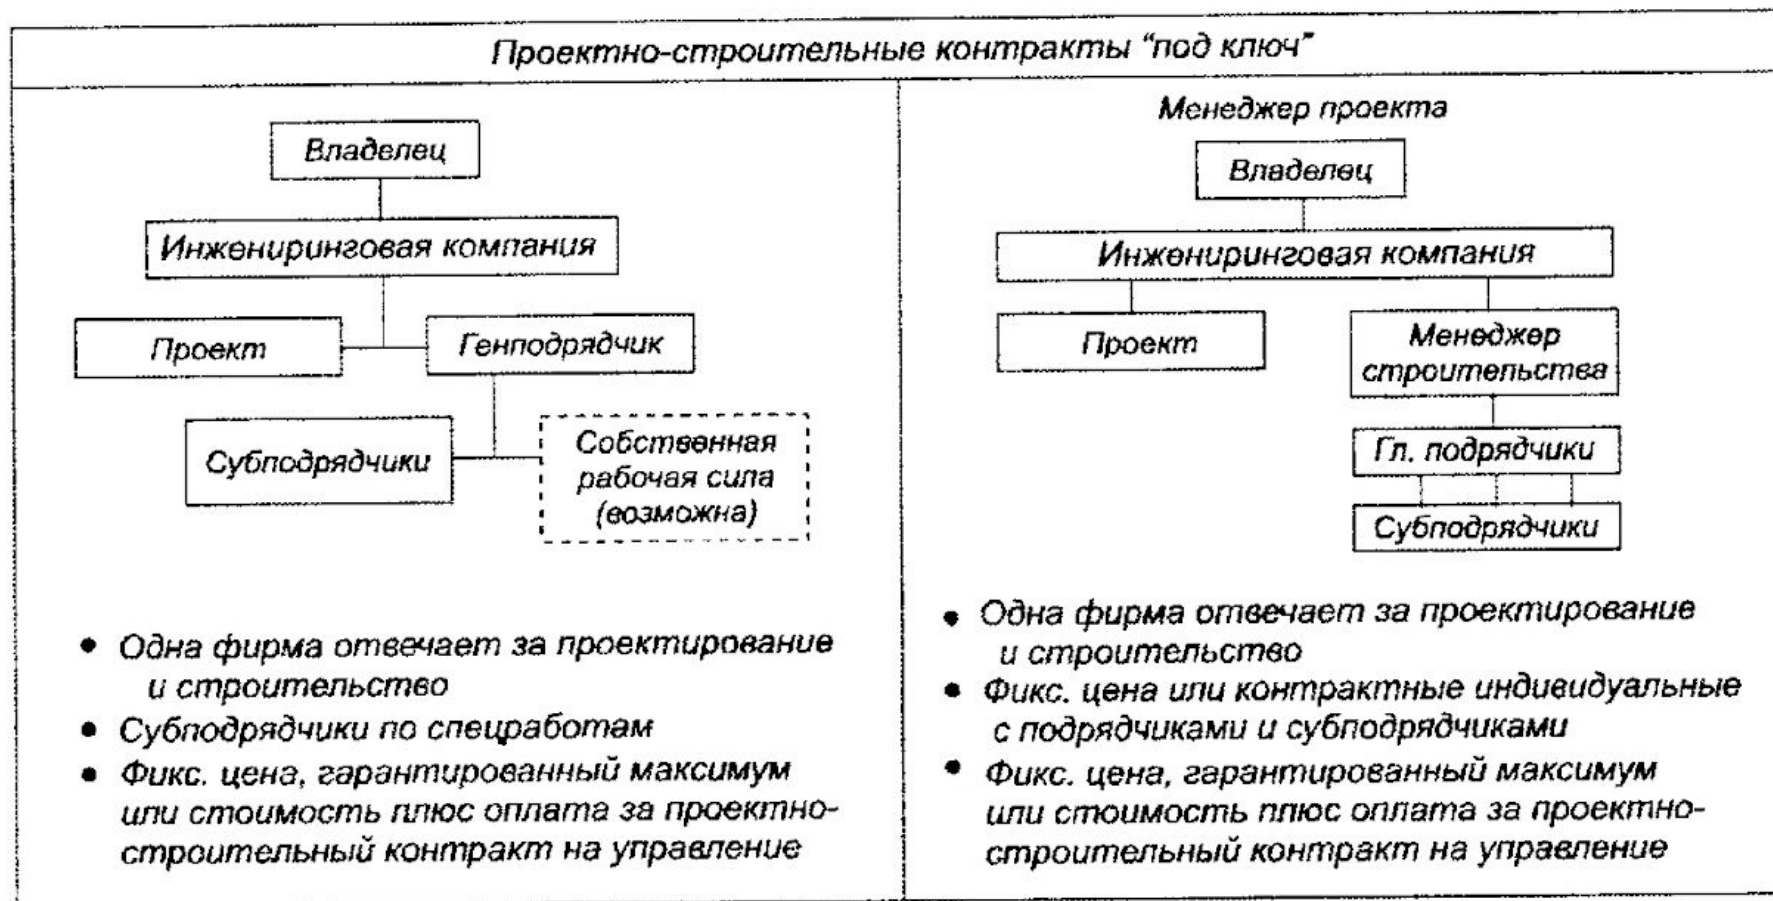 Проектно-строительные контракты “под ключ”
Владелец
Инжениринговая компания
Проект
Генподрядчик
Субподрядчики
Собственная
рабочая сила
(возможна)
• Одна фирма отвечает за проектирование
и строительство
• Субподрядчики по спецработам
• Фикс. цена, гарантированный максимум
или стоимость плюс оплата за проектно-
строительный контракт на управление
Менеджер проекта
Владелец
Инжениринговая компания
Проект
Менеджер
строительства
Гл. подрядчики
Субподрядчики
• Одна фирма отвечает за проектирование
и строительство
• Фикс. цена или контрактные индивидуальные
с подрядчиками и субподрядчиками
• Фикс. цена, гарантированный максимум
или стоимость плюс оплата за проектно-
строительный контракт на управление